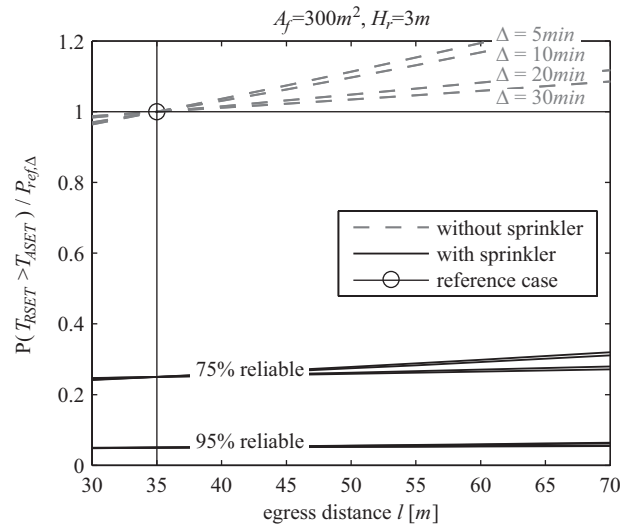 A_f=300m², H_r=3m
P(T_RSET >T_ASET) / P_ref,Δ
1.2
1
0.8
0.6
0.4
0.2
0
Δ = 5min
Δ = 10min
Δ = 20min
Δ = 30min
without sprinkler
with sprinkler
reference case
75% reliable
95% reliable
30 35 40 45 50 55 60 65 70
egress distance l [m]